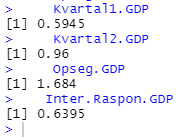 > Kvartal1.GDP
[1] 0.5945
> Kvartal2.GDP
[1] 0.96
> Opseg.GDP
[1] 1.684
> Inter.Raspon.GDP
[1] 0.6395
>